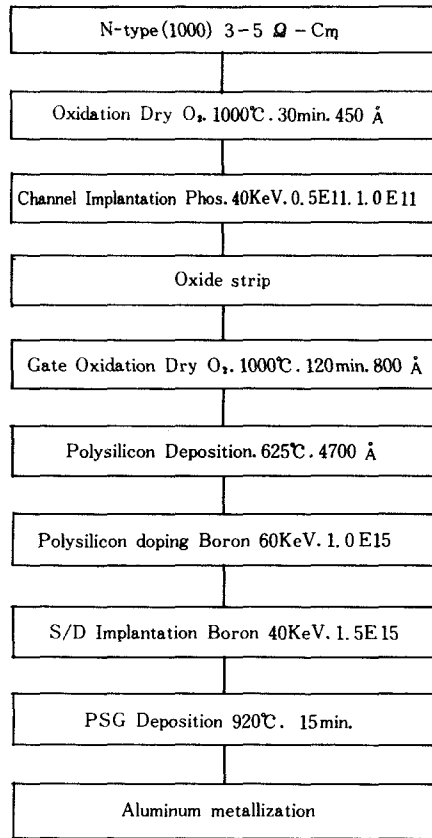 N-type(1000) 3-5 Ω-Cm
Oxidation Dry O₂. 1000℃. 30min. 450 Å
Channel Implantation Phos. 40KeV. 0.5E11. 1.0E11
Oxide strip
Gate Oxidation Dry O₂. 1000℃. 120min. 800 Å
Polysilicon Deposition. 625℃. 4700 Å
Polysilicon doping Boron 60KeV. 1.0E15
S/D Implantation Boron 40KeV. 1.5E15
PSG Deposition 920℃. 15min.
Aluminum metallization